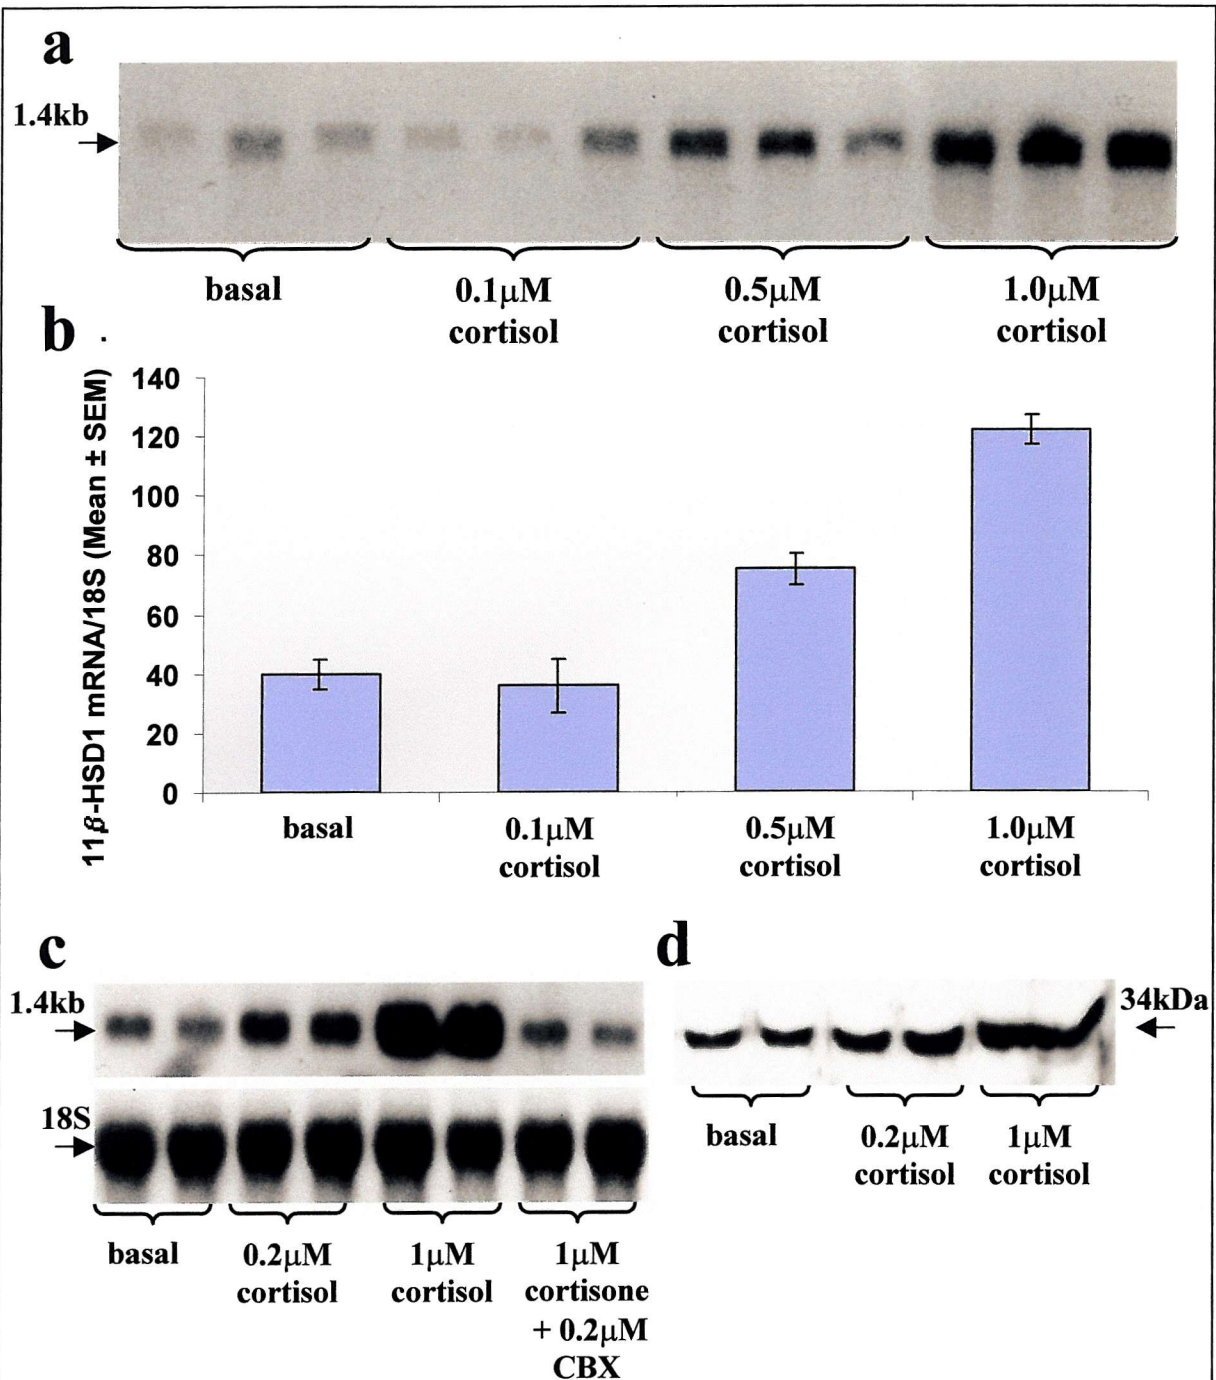 a
1.4kb
basal
0.1µM
cortisol
0.5µM
cortisol
1.0µM
cortisol
b
11β-HSD1 mRNA/18S (Mean ± SEM)
140
120
100
80
60
40
20
0
basal
0.1µM
cortisol
0.5µM
cortisol
1.0µM
cortisol
c
1.4kb
18S
basal
0.2µM
cortisol
1µM
cortisol
1µM
cortisone
+ 0.2µM
CBX
d
34kDa
basal
0.2µM
cortisol
1µM
cortisol